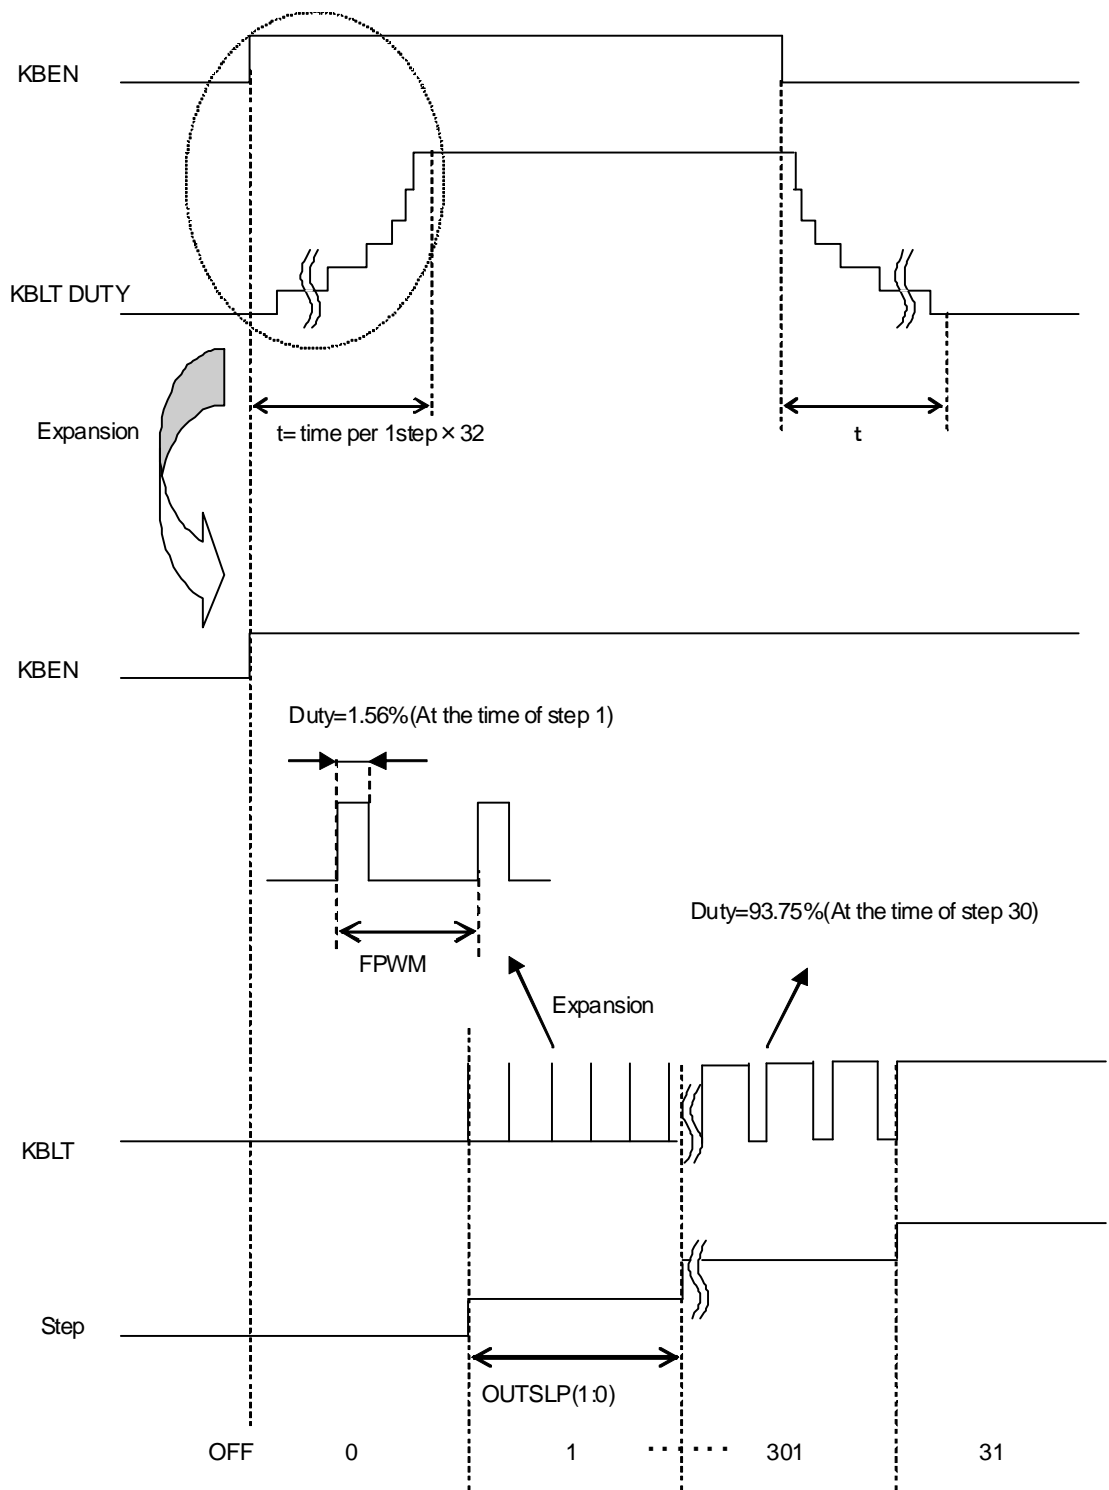 KBEN
KBLT DUTY
Expansion
t= time per 1step × 32
t
KBEN
Duty=1.56%(At the time of step 1)
Duty=93.75%(At the time of step 30)
FPWM
Expansion
KBLT
Step
OUTSLP(1:0)
OFF 0 1 ······ 301 31